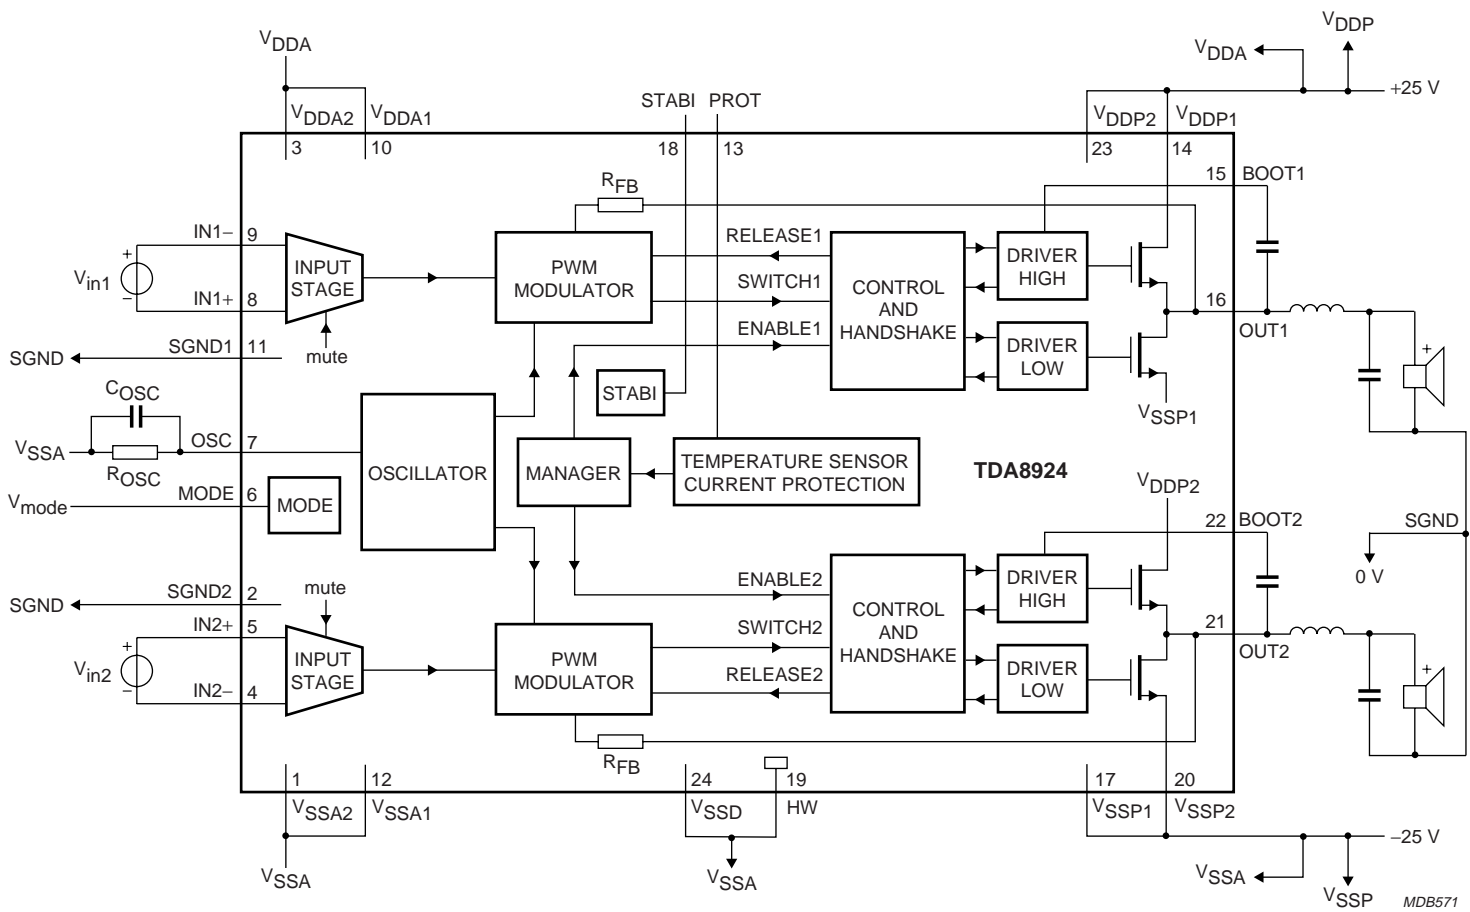 VDDA
VDDP
VDDA
+25 V
STABI PROT
VDDA2 VDDA1
VDDP2 VDDP1
3 10 18 13 23 14
15 BOOT1
RFB
IN1− 9
RELEASE1
INPUT STAGE
PWM MODULATOR
DRIVER HIGH
Vin1
+
−
SWITCH1
CONTROL AND HANDSHAKE
IN1+ 8
16
OUT1
ENABLE1
DRIVER LOW
+
SGND
SGND1 11
mute
COSC
STABI
VSSP1
VSSA
OSC 7
ROSC
OSCILLATOR
MANAGER
TEMPERATURE SENSOR
CURRENT PROTECTION
TDA8924
Vmode
MODE 6
MODE
VDDP2
22 BOOT2
SGND
0 V
SGND
SGND2 2
mute
ENABLE2
DRIVER HIGH
IN2+ 5
SWITCH2
CONTROL AND HANDSHAKE
21
OUT2
Vin2
+
−
INPUT STAGE
PWM MODULATOR
RELEASE2
DRIVER LOW
+
IN2− 4
RFB
1 12 24 19 17 20
VSSA2 VSSA1 VSSD HW VSSP1 VSSP2
−25 V
VSSA
VSSA
VSSA
VSSP
MDB571